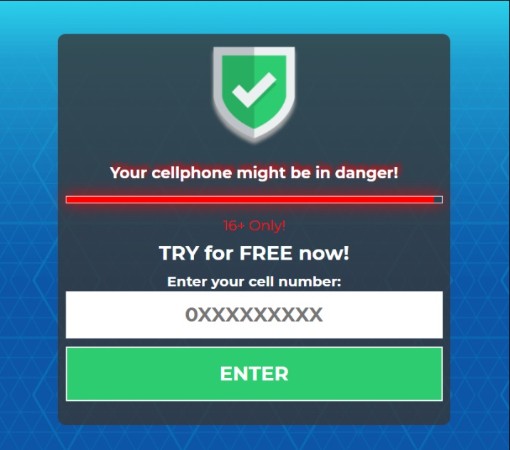 Your cellphone might be in danger!
16+ Only!
TRY for FREE now!
Enter your cell number:
0XXXXXXXXX
ENTER